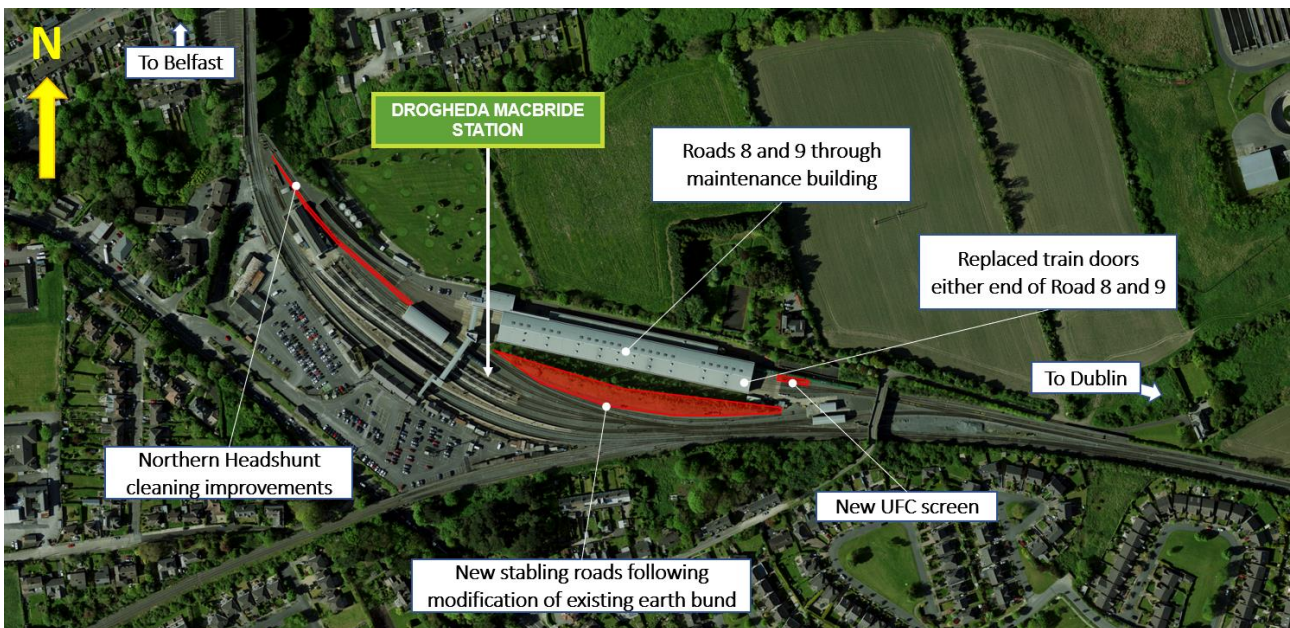 N
To Belfast
DROGHEDA MACBRIDE
STATION
Roads 8 and 9 through
maintenance building
Replaced train doors
either end of Road 8 and 9
To Dublin
Northern Headshunt
cleaning improvements
New UFC screen
New stabling roads following
modification of existing earth bund